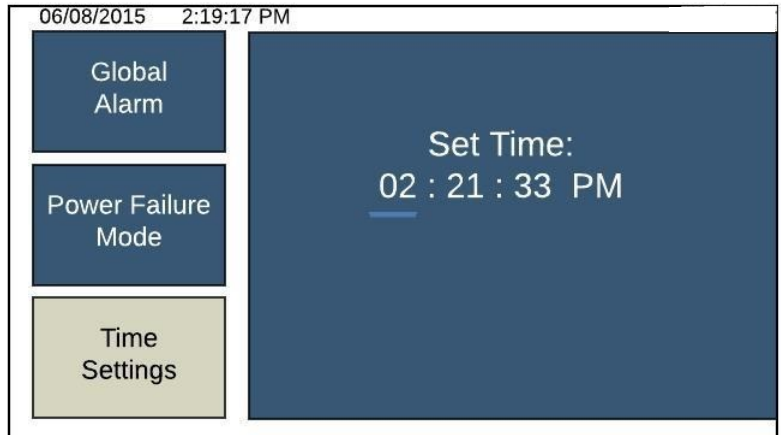 06/08/2015 2:19:17 PM
Global
Alarm
Power Failure
Mode
Time
Settings
Set Time:
02 : 21 : 33 PM